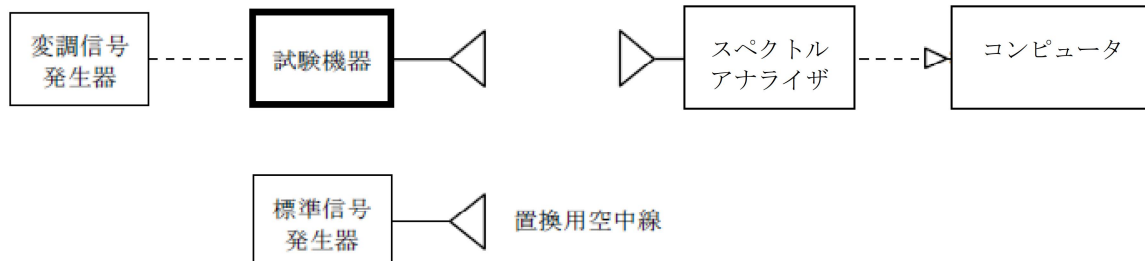 変調信号
発生器
試験機器
スペクトル
アナライザ
コンピュータ
標準信号
発生器
置換用空中線